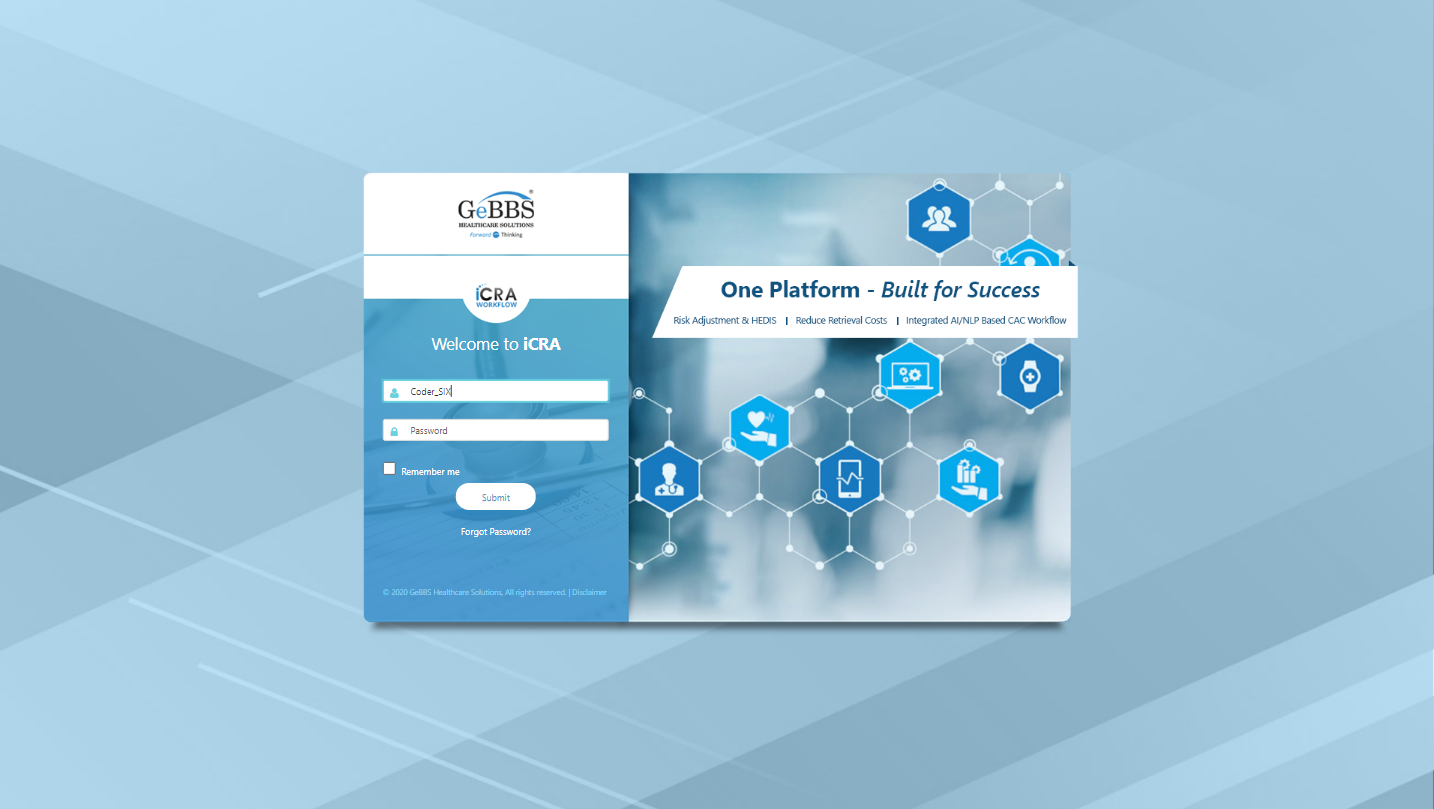 GeBBS®
HEALTHCARE SOLUTIONS
Forward Thinking
iCRA
WORKFLOW
Welcome to iCRA
Coder_SIX
Password
Remember me
Submit
Forgot Password?
© 2020 GeBBS Healthcare Solutions, All rights reserved. | Disclaimer
One Platform - Built for Success
Risk Adjustment & HEDIS | Reduce Retrieval Costs | Integrated AI/NLP Based CAC Workflow